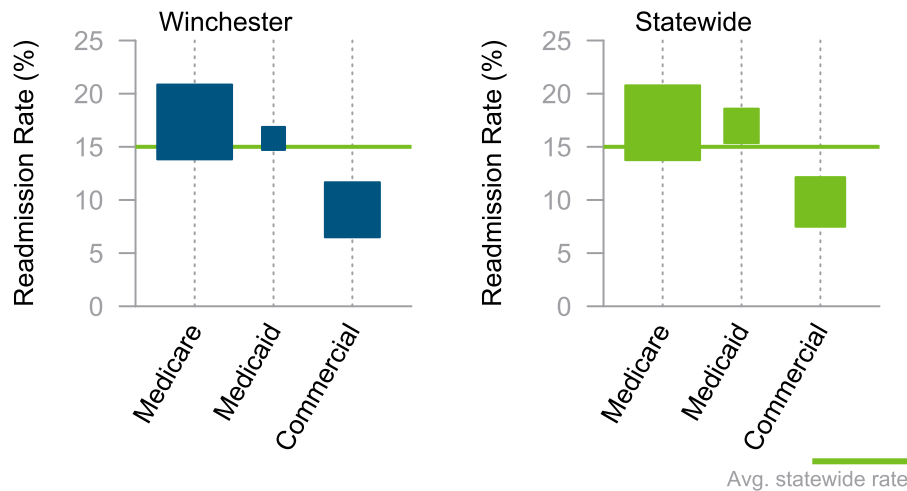 Winchester
Readmission Rate (%)
25
20
15
10
5
0
Medicare
Medicaid
Commercial
Statewide
Readmission Rate (%)
25
20
15
10
5
0
Medicare
Medicaid
Commercial
Avg. statewide rate